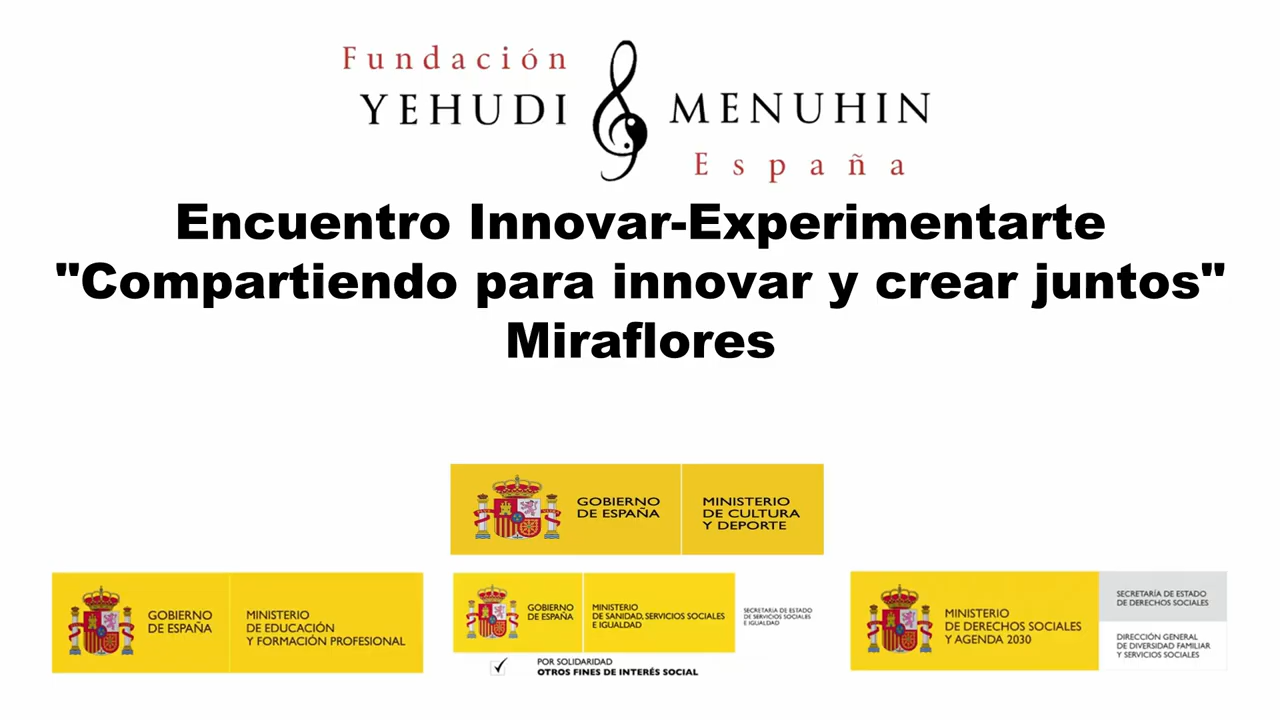 Fundación
YEHUDI MENUHIN
España
Encuentro Innovar-Experimentarte
"Compartiendo para innovar y crear juntos"
Miraflores
GOBIERNO
DE ESPAÑA
MINISTERIO
DE CULTURA
Y DEPORTE
GOBIERNO
DE ESPAÑA
MINISTERIO
DE EDUCACIÓN
Y FORMACIÓN PROFESIONAL
GOBIERNO
DE ESPAÑA
MINISTERIO
DE SANIDAD, SERVICIOS SOCIALES
E IGUALDAD
SECRETARIA DE ESTADO
DE SERVICIOS SOCIALES
E IGUALDAD
POR SOLIDARIDAD
OTROS FINES DE INTERÉS SOCIAL
MINISTERIO
DE DERECHOS SOCIALES
Y AGENDA 2030
SECRETARÍA DE ESTADO
DE DERECHOS SOCIALES
DIRECCIÓN GENERAL
DE DIVERSIDAD FAMILIAR
Y SERVICIOS SOCIALES